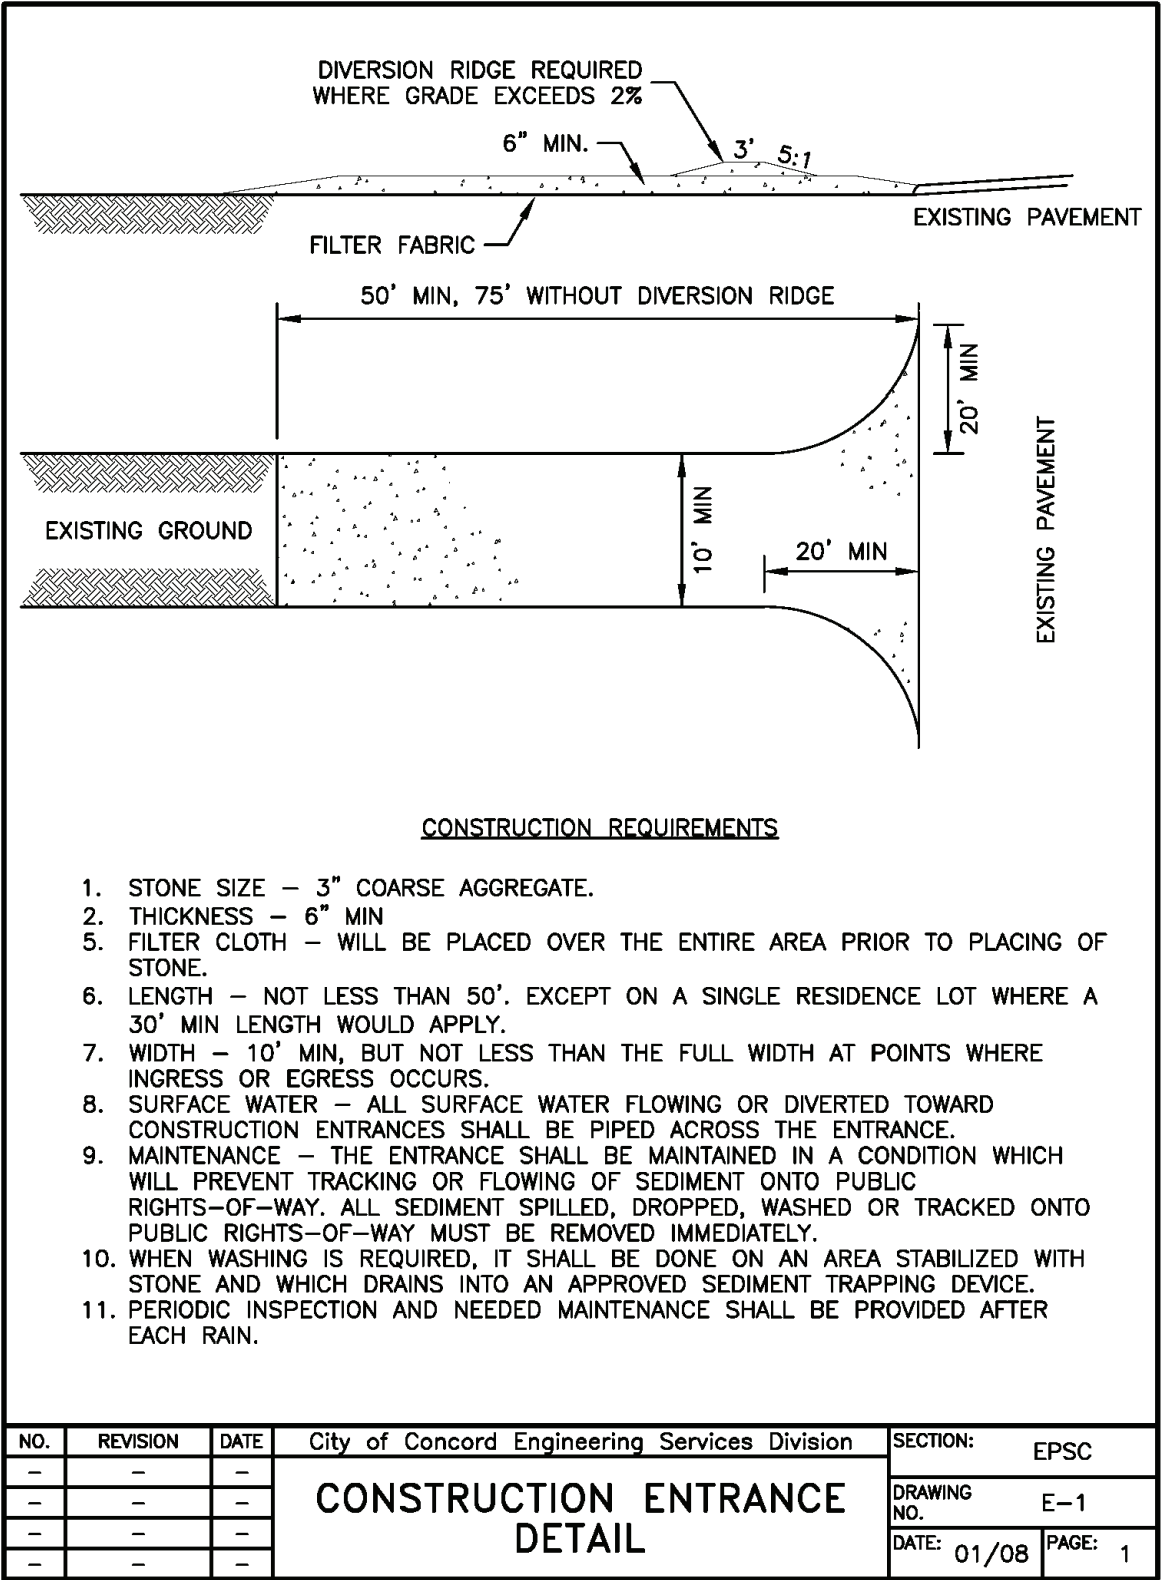 DIVERSION RIDGE REQUIRED
WHERE GRADE EXCEEDS 2%
6" MIN.
3'
5:1
EXISTING PAVEMENT
FILTER FABRIC
50' MIN, 75' WITHOUT DIVERSION RIDGE
20' MIN
EXISTING PAVEMENT
EXISTING GROUND
10' MIN
20' MIN
CONSTRUCTION REQUIREMENTS
1. STONE SIZE – 3" COARSE AGGREGATE.
2. THICKNESS – 6" MIN
5. FILTER CLOTH – WILL BE PLACED OVER THE ENTIRE AREA PRIOR TO PLACING OF
STONE.
6. LENGTH – NOT LESS THAN 50'. EXCEPT ON A SINGLE RESIDENCE LOT WHERE A
30' MIN LENGTH WOULD APPLY.
7. WIDTH – 10' MIN, BUT NOT LESS THAN THE FULL WIDTH AT POINTS WHERE
INGRESS OR EGRESS OCCURS.
8. SURFACE WATER – ALL SURFACE WATER FLOWING OR DIVERTED TOWARD
CONSTRUCTION ENTRANCES SHALL BE PIPED ACROSS THE ENTRANCE.
9. MAINTENANCE – THE ENTRANCE SHALL BE MAINTAINED IN A CONDITION WHICH
WILL PREVENT TRACKING OR FLOWING OF SEDIMENT ONTO PUBLIC
RIGHTS–OF–WAY. ALL SEDIMENT SPILLED, DROPPED, WASHED OR TRACKED ONTO
PUBLIC RIGHTS–OF–WAY MUST BE REMOVED IMMEDIATELY.
10. WHEN WASHING IS REQUIRED, IT SHALL BE DONE ON AN AREA STABILIZED WITH
STONE AND WHICH DRAINS INTO AN APPROVED SEDIMENT TRAPPING DEVICE.
11. PERIODIC INSPECTION AND NEEDED MAINTENANCE SHALL BE PROVIDED AFTER
EACH RAIN.
NO. REVISION DATE
– – –
– – –
– – –
– – –
City of Concord Engineering Services Division
CONSTRUCTION ENTRANCE
DETAIL
SECTION: EPSC
DRAWING
NO. E–1
DATE: 01/08 PAGE: 1